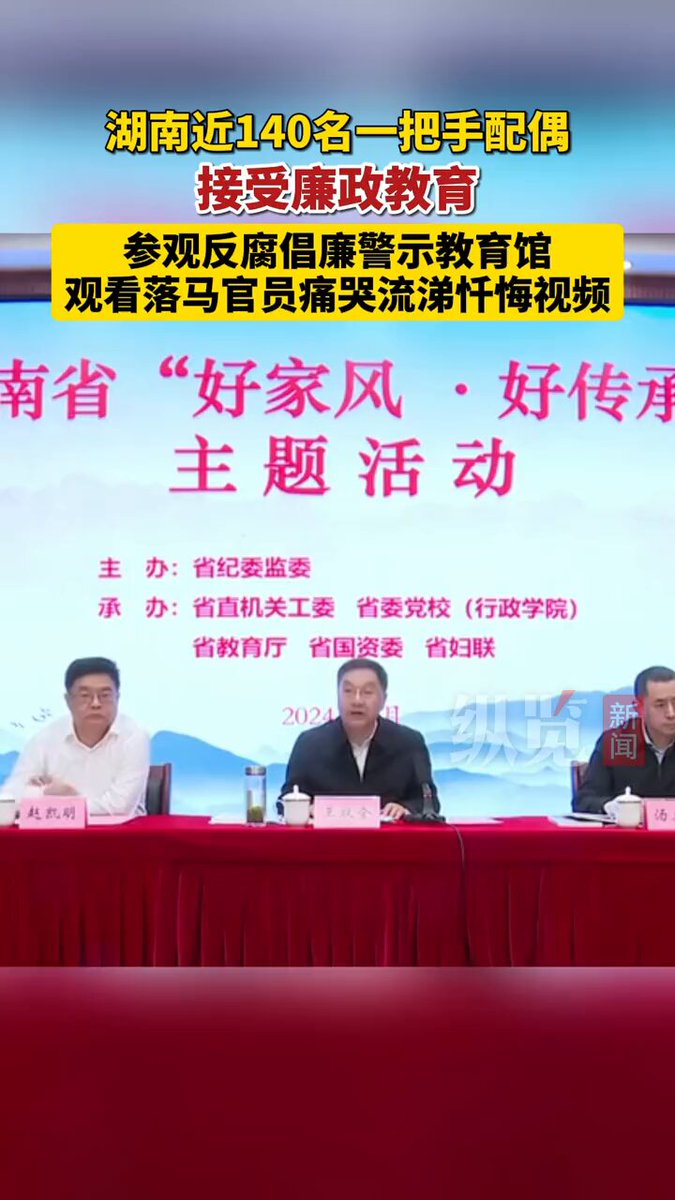 湖南近140名一把手配偶
接受廉政教育
参观反腐倡廉警示教育馆
观看落马官员痛哭流涕忏悔视频
南省“好家风 · 好传承
主题活动
主 办：省纪委监委
承 办：省直机关工委 省委党校（行政学院）
省教育厅 省国资委 省妇联
2024 月
纵览新闻
赵凯明
王双全
汤